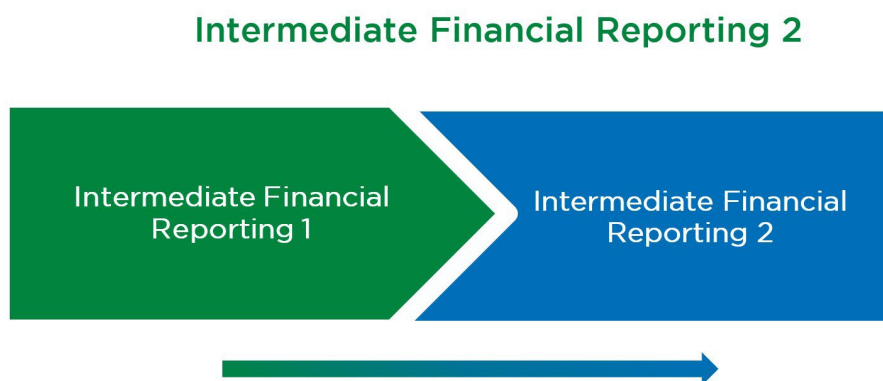 Intermediate Financial Reporting 2
Intermediate Financial
Reporting 1
Intermediate Financial
Reporting 2